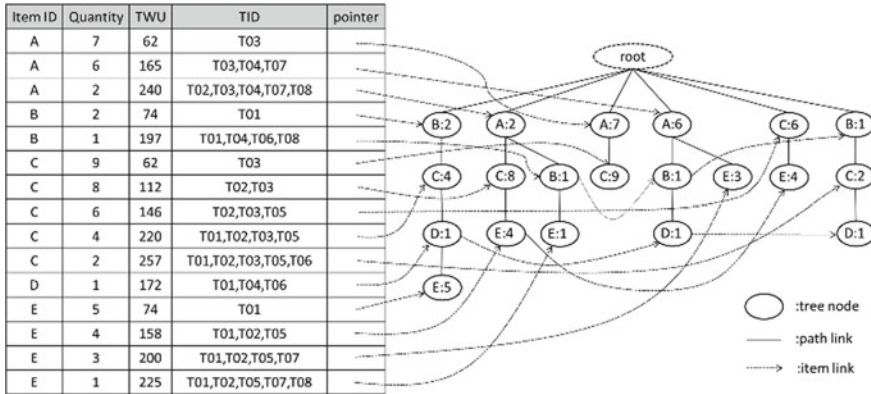 Item ID Quantity TWU TID pointer
A 7 62 T03
A 6 165 T03,T04,T07
A 2 240 T02,T03,T04,T07,T08
B 2 74 T01
B 1 197 T01,T04,T06,T08
C 9 62 T03
C 8 112 T02,T03
C 6 146 T02,T03,T05
C 4 220 T01,T02,T03,T05
C 2 257 T01,T02,T03,T05,T06
D 1 172 T01,T04,T06
E 5 74 T01
E 4 158 T01,T02,T05
E 3 200 T01,T02,T05,T07
E 1 225 T01,T02,T05,T07,T08
root
B:2 A:2 A:7 A:6 C:6 B:1
C:4 C:8 B:1 C:9 B:1 E:3 E:4 C:2
D:1 E:4 E:1 D:1 D:1
E:5
:tree node
:path link
:item link